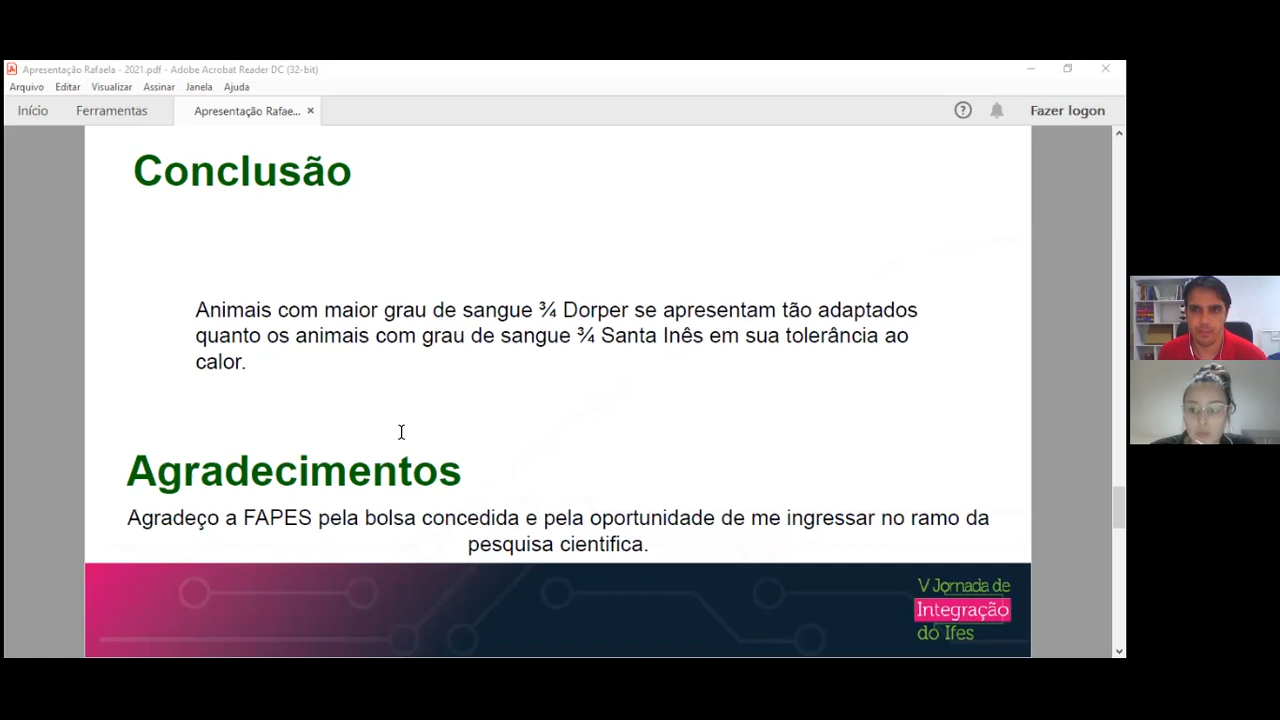 Apresentação Rafaela - 2021.pdf - Adobe Acrobat Reader DC (32-bit)
Arquivo Editar Visualizar Assinar Janela Ajuda
Início Ferramentas Apresentação Rafae... Fazer logon
Conclusão
Animais com maior grau de sangue ¾ Dorper se apresentam tão adaptados
quanto os animais com grau de sangue ¾ Santa Inês em sua tolerância ao
calor.
Agradecimentos
Agradeço a FAPES pela bolsa concedida e pela oportunidade de me ingressar no ramo da
pesquisa cientifica.
V Jornada de
Integração
do Ifes